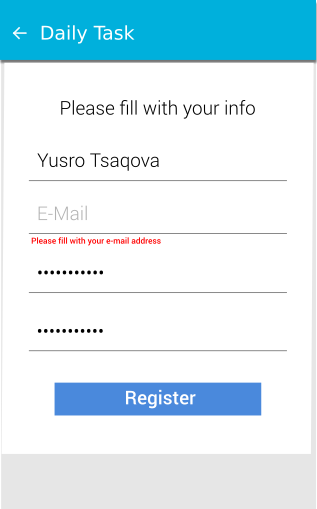 ← Daily Task
Please fill with your info
Yusro Tsaqova
E-Mail
Please fill with your e-mail address
•••••••••••
•••••••••••
Register